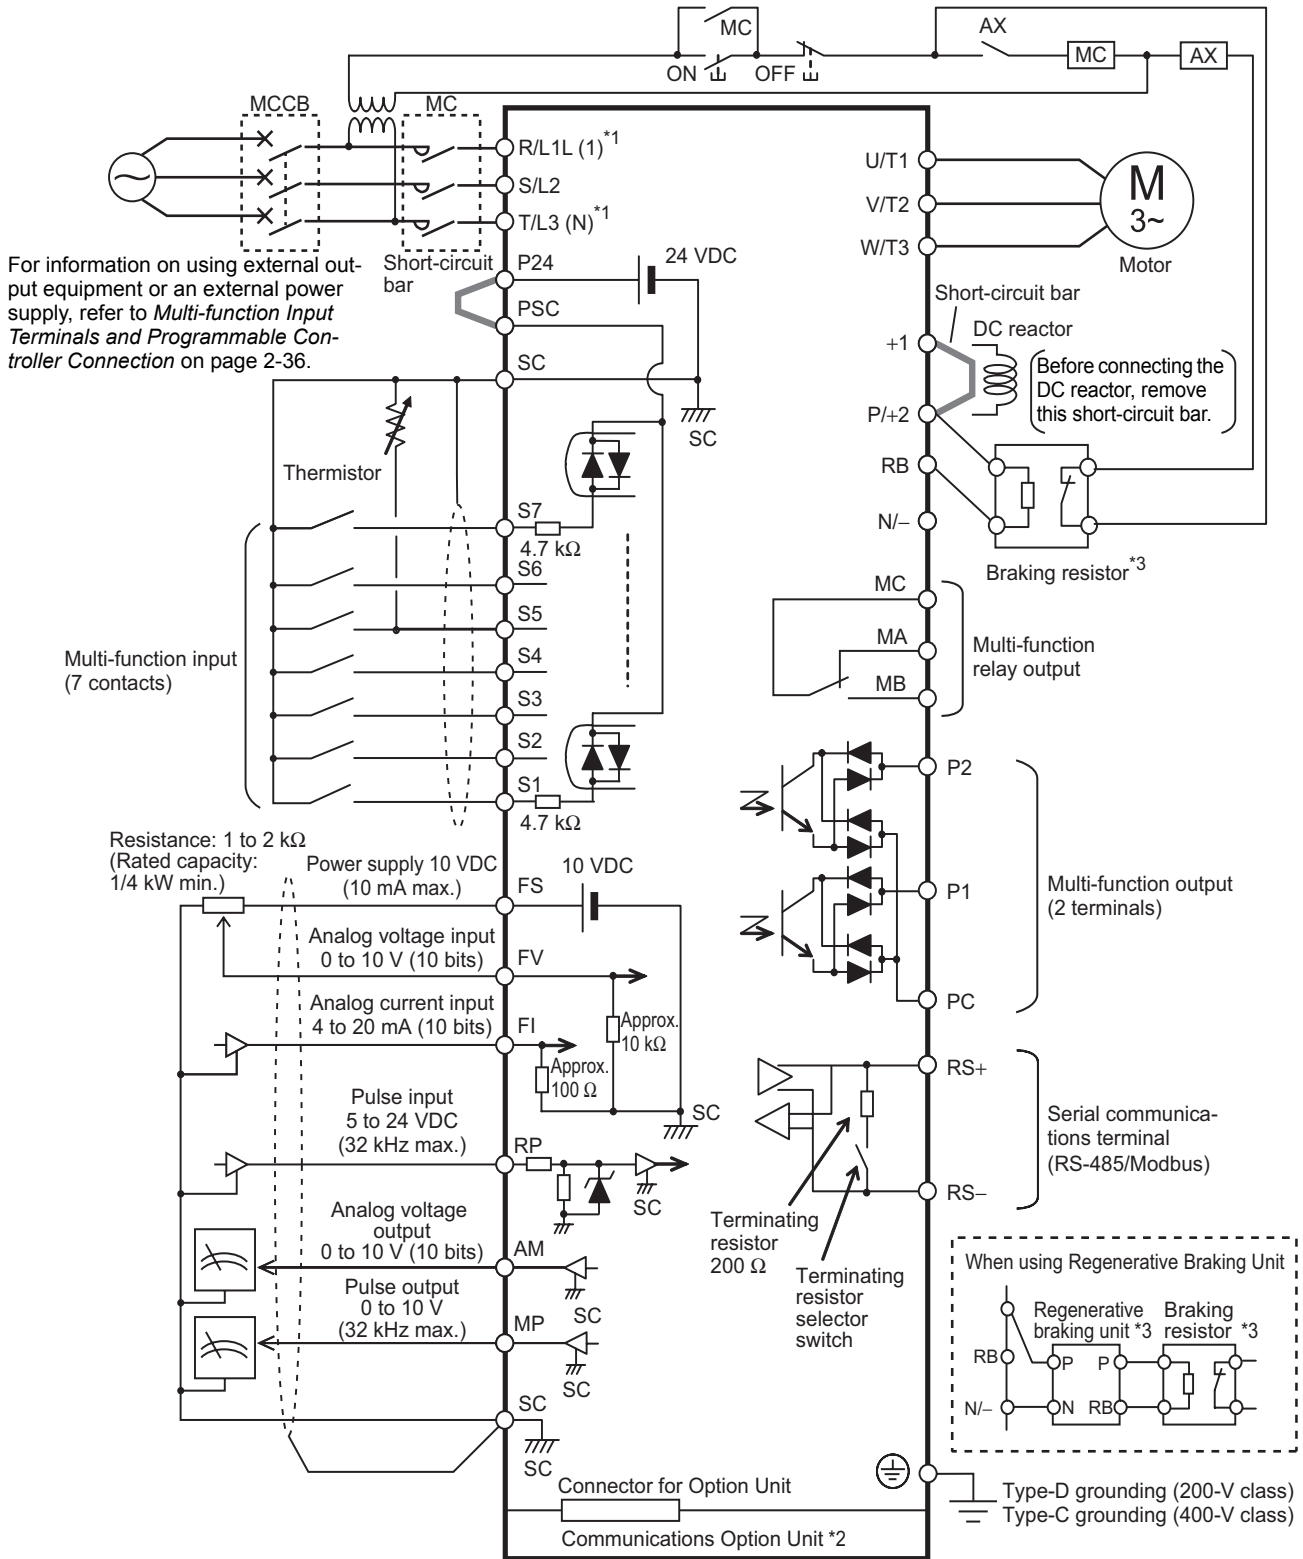 MC
AX
ON
OFF
MC
AX
MCCB
MC
R/L1L (1)*1
S/L2
T/L3 (N)*1
U/T1
V/T2
W/T3
M
3~
Motor
For information on using external out-
put equipment or an external power
supply, refer to Multi-function Input
Terminals and Programmable Con-
troller Connection on page 2-36.
Short-circuit
bar
P24
24 VDC
PSC
SC
SC
Short-circuit bar
DC reactor
+1
Before connecting the
DC reactor, remove
this short-circuit bar.
P/+2
RB
N/−
Braking resistor*3
Thermistor
S7
4.7 kΩ
S6
S5
S4
S3
S2
S1
4.7 kΩ
Multi-function input
(7 contacts)
MC
MA
MB
Multi-function
relay output
P2
P1
PC
Multi-function output
(2 terminals)
Resistance: 1 to 2 kΩ
(Rated capacity:
1/4 kW min.)
Power supply 10 VDC
(10 mA max.)
FS
10 VDC
Analog voltage input
0 to 10 V (10 bits)
FV
Analog current input
4 to 20 mA (10 bits)
FI
Approx.
10 kΩ
Approx.
100 Ω
SC
Pulse input
5 to 24 VDC
(32 kHz max.)
RP
SC
Analog voltage
output
0 to 10 V (10 bits)
AM
SC
Pulse output
0 to 10 V
(32 kHz max.)
MP
SC
SC
SC
RS+
RS−
Serial communica-
tions terminal
(RS-485/Modbus)
Terminating
resistor
200 Ω
Terminating
resistor
selector
switch
When using Regenerative Braking Unit
Regenerative
braking unit *3
Braking
resistor *3
RB
P
P
N/−
N
RB
Connector for Option Unit
Communications Option Unit *2
Type-D grounding (200-V class)
Type-C grounding (400-V class)